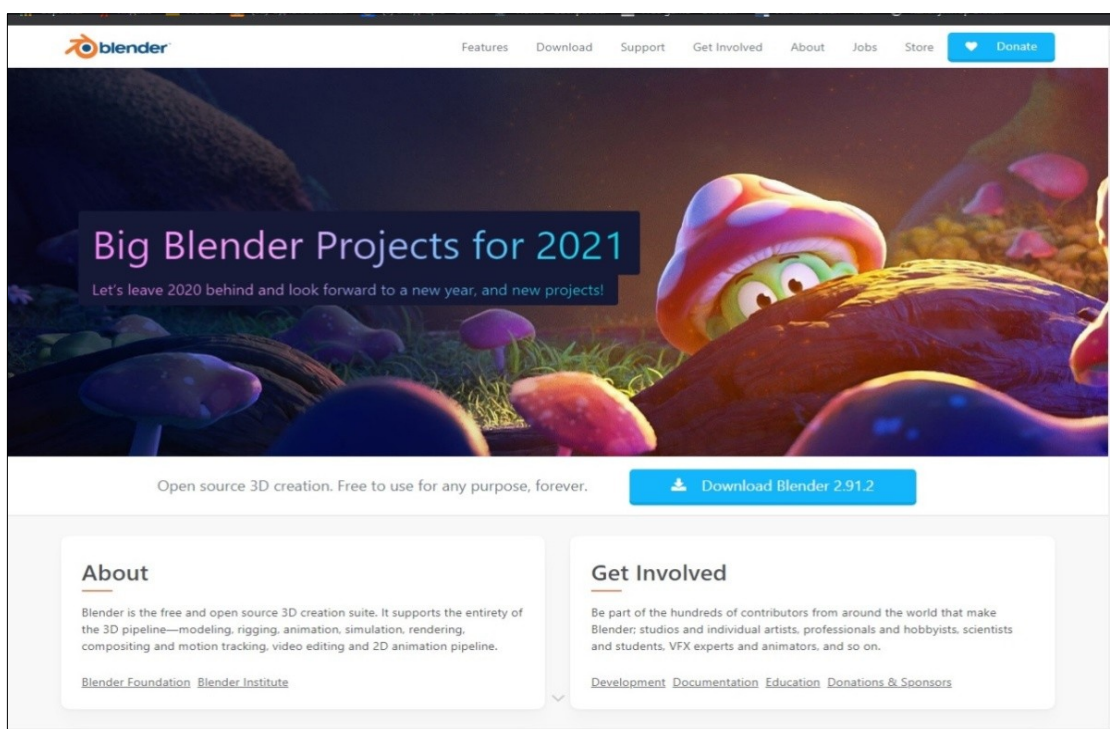 blender
Features Download Support Get Involved About Jobs Store Donate
Big Blender Projects for 2021
Let's leave 2020 behind and look forward to a new year, and new projects!
Open source 3D creation. Free to use for any purpose, forever.
Download Blender 2.91.2
About
Blender is the free and open source 3D creation suite. It supports the entirety of
the 3D pipeline—modeling, rigging, animation, simulation, rendering,
compositing and motion tracking, video editing and 2D animation pipeline.
Blender Foundation Blender Institute
Get Involved
Be part of the hundreds of contributors from around the world that make
Blender; studios and individual artists, professionals and hobbyists, scientists
and students, VFX experts and animators, and so on.
Development Documentation Education Donations & Sponsors